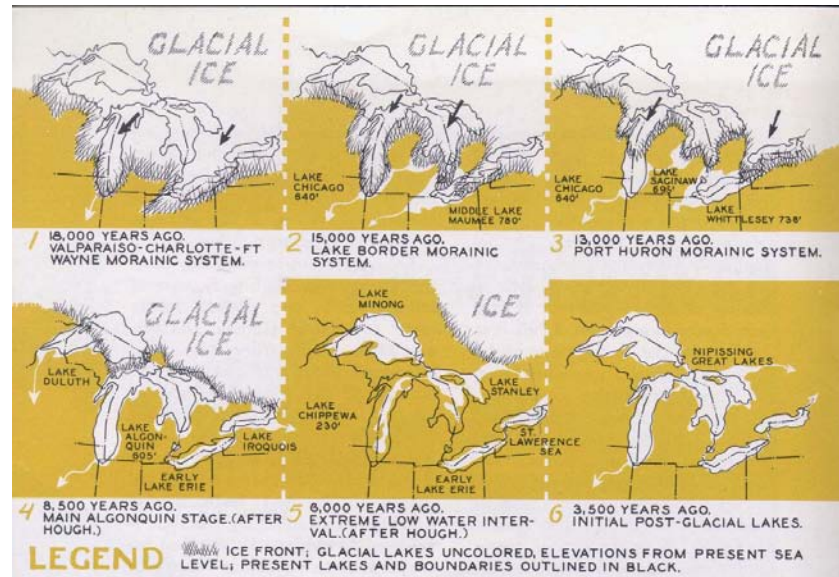 GLACIAL
ICE
LAKE
CHICAGO
640'
1 18,000 YEARS AGO.
VALPARAISO-CHARLOTTE-FT
WAYNE MORAINIC SYSTEM.
GLACIAL
ICE
LAKE
CHICAGO
640'
MIDDLE LAKE
MAUMEE 780'
2 15,000 YEARS AGO.
LAKE BORDER MORAINIC
SYSTEM.
GLACIAL
ICE
LAKE
CHICAGO
640'
LAKE
SAGINAW
695'
LAKE
WHITTLESEY 738'
3 13,000 YEARS AGO.
PORT HURON MORAINIC SYSTEM.
GLACIAL
ICE
LAKE
DULUTH
LAKE
ALGON-
QUIN
605'
LAKE
IROQUOIS
EARLY
LAKE ERIE
4 8,500 YEARS AGO.
MAIN ALGONQUIN STAGE.(AFTER
HOUGH.)
LAKE
MINONG
ICE
LAKE
STANLEY
LAKE
CHIPPEWA
230'
ST.
LAWERENCE
SEA
EARLY
LAKE ERIE
5 6,000 YEARS AGO.
EXTREME LOW WATER INTER-
VAL.(AFTER HOUGH.)
NIPISSING
GREAT LAKES
6 3,500 YEARS AGO.
INITIAL POST-GLACIAL LAKES.
LEGEND
ICE FRONT; GLACIAL LAKES UNCOLORED, ELEVATIONS FROM PRESENT SEA
LEVEL; PRESENT LAKES AND BOUNDARIES OUTLINED IN BLACK.